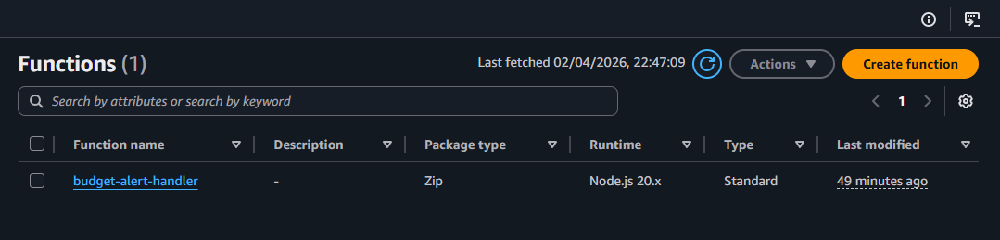 Functions (1) Last fetched 02/04/2026, 22:47:09 Actions Create function
Search by attributes or search by keyword 1
Function name Description Package type Runtime Type Last modified
budget-alert-handler - Zip Node.js 20.x Standard 49 minutes ago